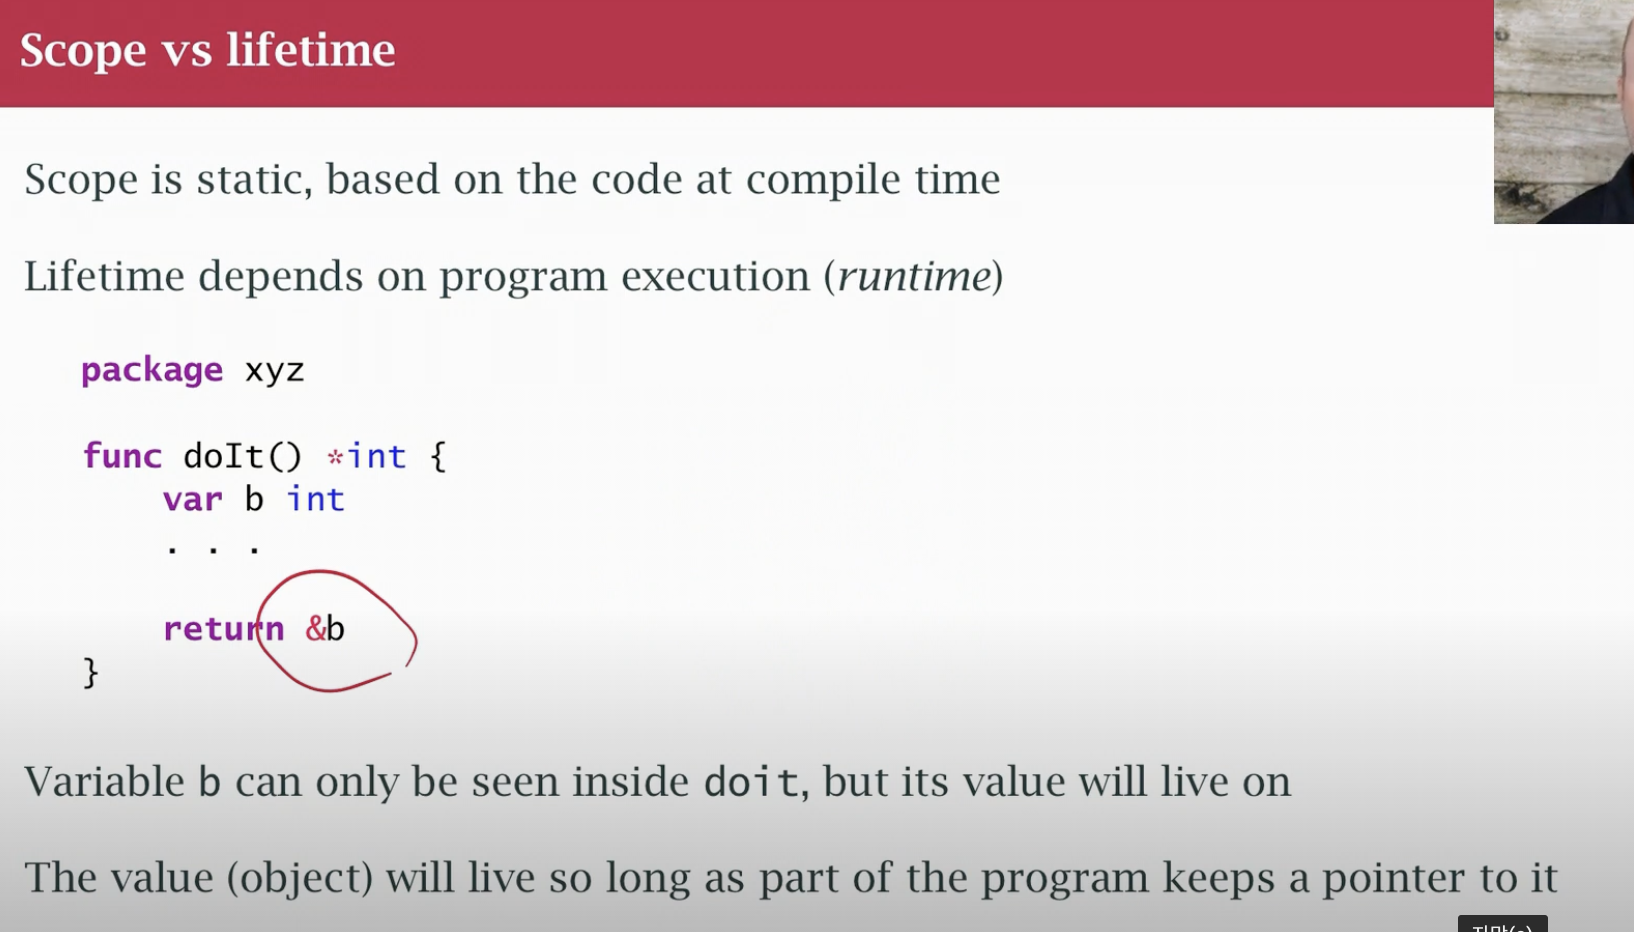 Scope vs lifetime
Scope is static, based on the code at compile time
Lifetime depends on program execution (runtime)
package xyz
func doIt() *int {
var b int
. . .
return &b
}
Variable b can only be seen inside doit, but its value will live on
The value (object) will live so long as part of the program keeps a pointer to it